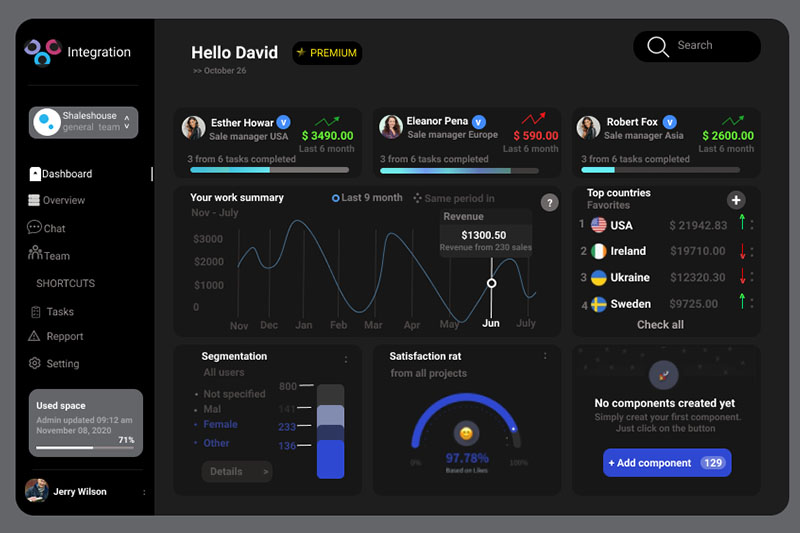 Integration
Shaleshouse
general team
Dashboard
Overview
Chat
Team
SHORTCUTS
Tasks
Repport
Setting
Used space
Admin updated 09:12 am
November 08, 2020
71%
Jerry Wilson
Hello David
PREMIUM
>> October 26
Search
Esther Howar
V
Sale manager USA
$ 3490.00
Last 6 month
3 from 6 tasks completed
Eleanor Pena
V
Sale manager Europe
$ 590.00
Last 6 month
3 from 6 tasks completed
Robert Fox
V
Sale manager Asia
$ 2600.00
Last 6 month
3 from 6 tasks completed
Your work summary
Last 9 month
Same period in
?
Nov - July
Revenue
$1300.50
Revenue from 230 sales
$3000
$2000
$1000
0
Nov Dec Jan Feb Mar Apr May Jun July
Top countries
Favorites
+
1 USA $ 21942.83
2 Ireland $19710.00
3 Ukraine $12320.30
4 Sweden $9725.00
Check all
Segmentation
All users
800
Not specified
Mal 141
Female 233
Other 136
Details >
Satisfaction rat
from all projects
0%
100%
97.78%
Based on Likes
No components created yet
Simply creat your first component.
Just click on the button
+ Add component 129